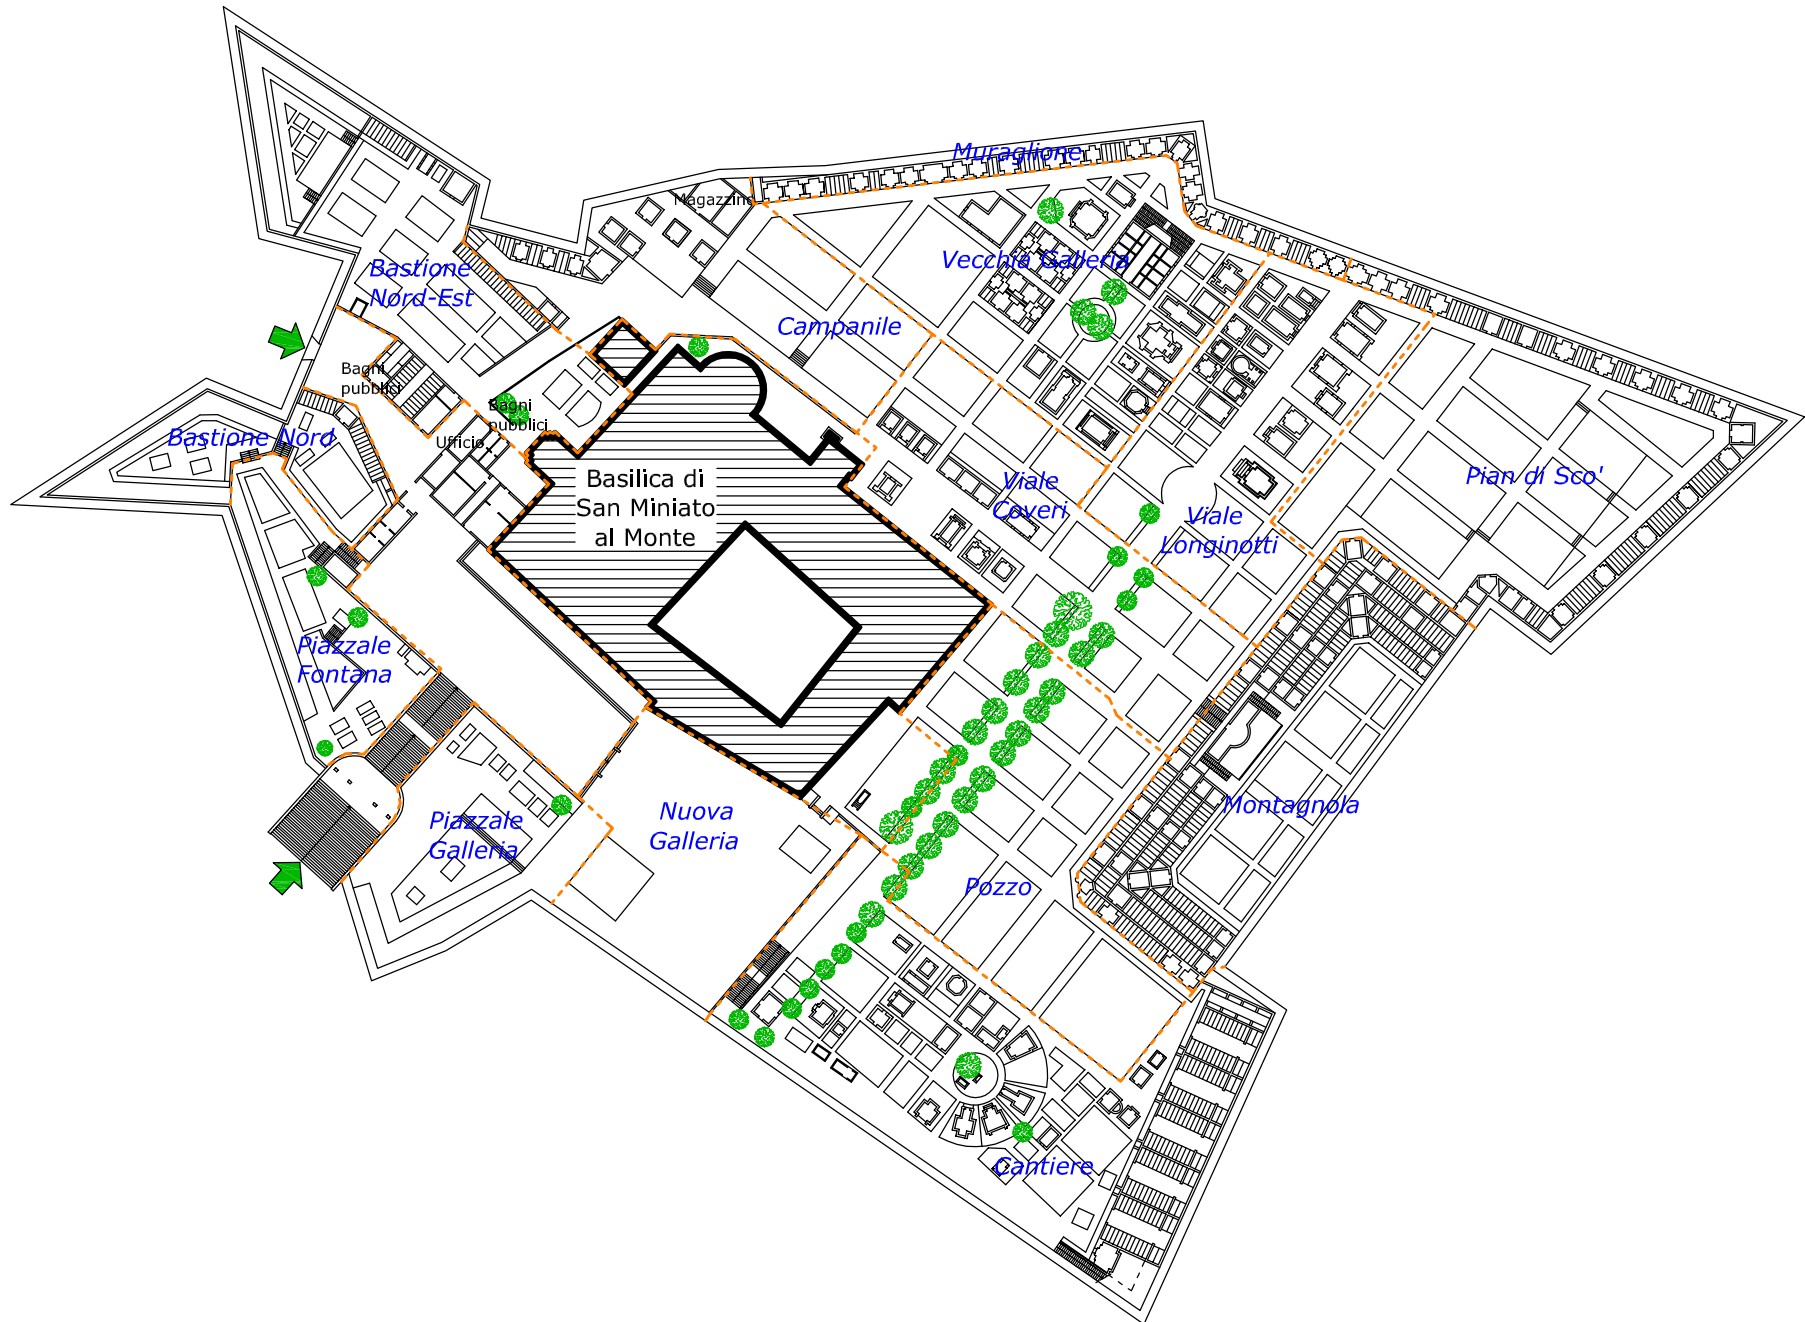 Muraglione
Magazzino
Vecchia Galleria
Bastione
Nord-Est
Campanile
Bagni
pubblici
Bagni
pubblici
Ufficio
Bastione Nord
Basilica di
San Miniato
al Monte
Viale
Coveri
Viale
Longinotti
Pian di Sco'
Piazzale
Fontana
Piazzale
Galleria
Nuova
Galleria
Montagnola
Pozzo
Cantiere